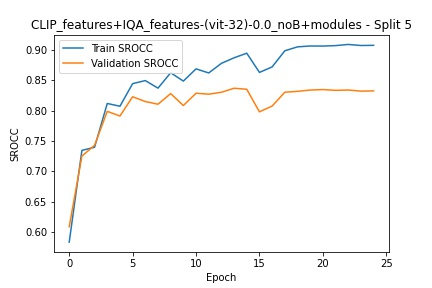 CLIP_features+IQA_features-(vit-32)-0.0_noB+modules - Split 5
Train SROCC
Validation SROCC
0.90
0.85
0.80
0.75
0.70
0.65
0.60
SROCC
0 5 10 15 20 25
Epoch